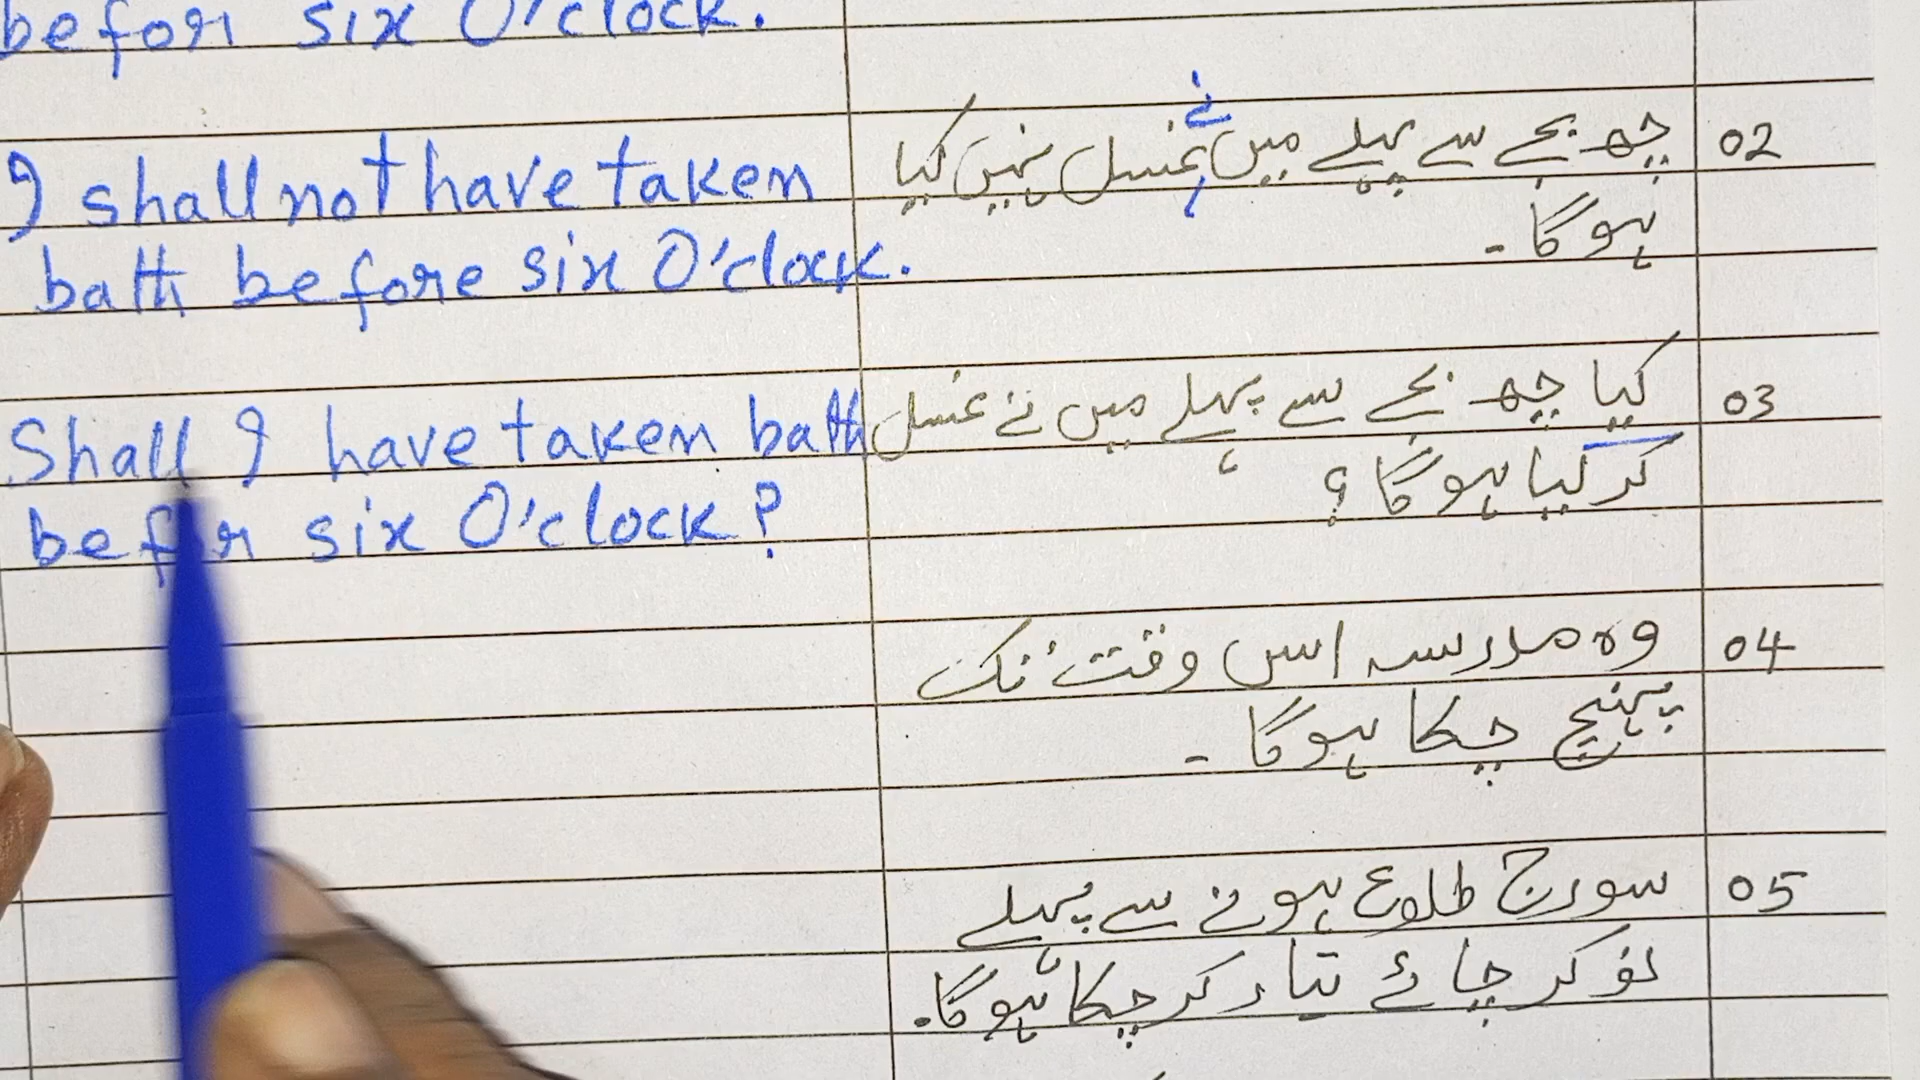 befor six O'clock.
02 چھ بجے سے پہلے میں نے غسل نہیں کیا
ہوگا۔
I shall not have taken
bath before six O'clock.
03 کیا چھ بجے سے پہلے میں نے غسل
کر لیا ہوگا؟
Shall I have taken bath
befor six O'clock?
04 وہ مدرسہ اس وقت تک
پہنچ چکا ہوگا۔
05 سورج طلوع ہونے سے پہلے
نوکر چائے تیار کر چکا ہوگا۔